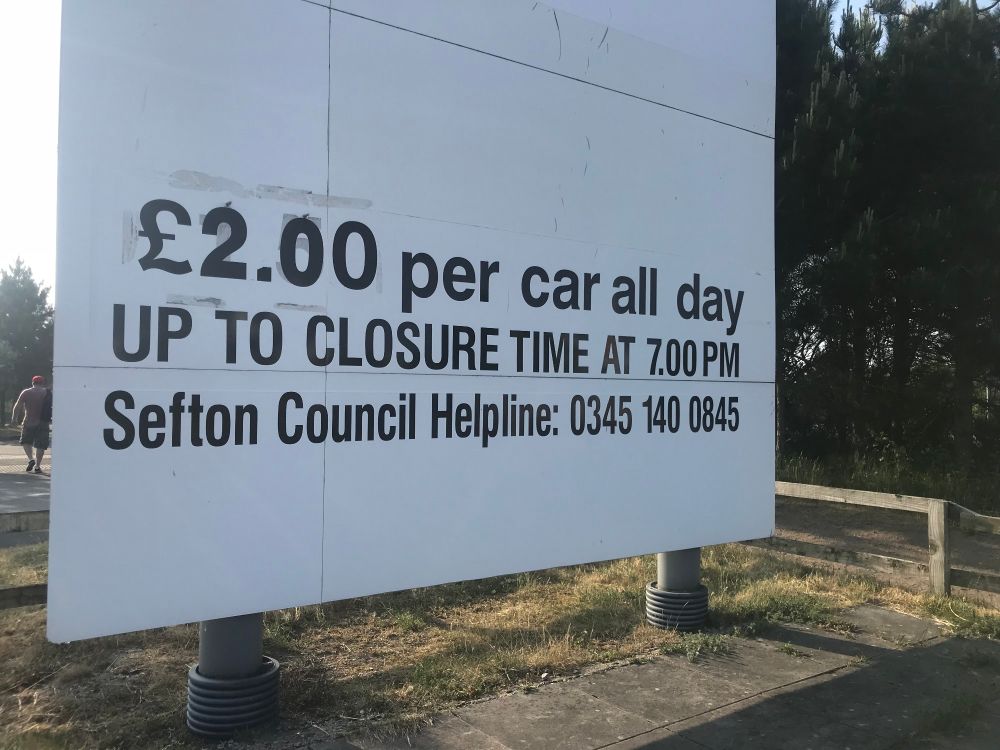 £2.00 per car all day
UP TO CLOSURE TIME AT 7.00 PM
Sefton Council Helpline: 0345 140 0845